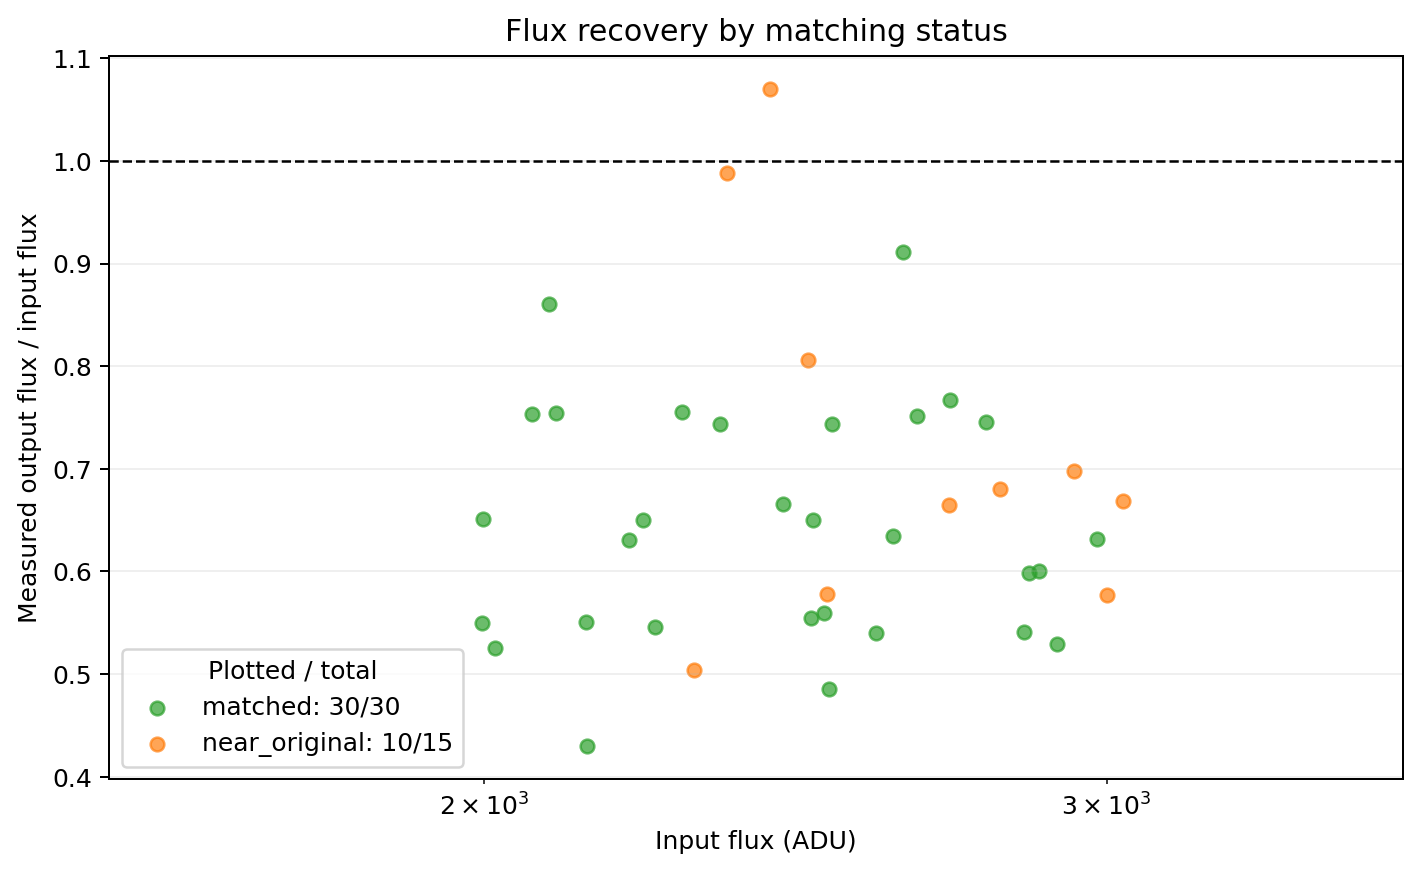 Flux recovery by matching status
Measured output flux / input flux
1.1
1.0
0.9
0.8
0.7
0.6
0.5
0.4
Plotted / total
matched: 30/30
near_original: 10/15
2 × 10³
3 × 10³
Input flux (ADU)